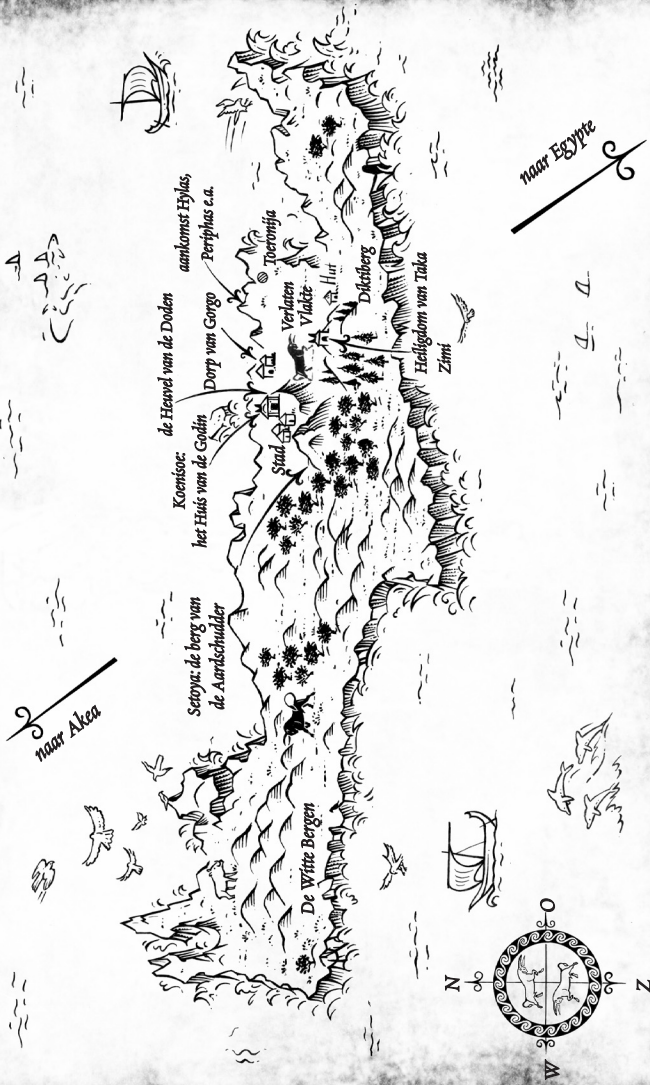 naar Akea
Koenisoe:
het Huis van de Godin
de Heuvel van de Doden
Dorp van Gorgo
aankomst Hylas,
Periphas e.a.
Toeronija
Setoya: de berg van
de Aardschudder
Stad
Verlaten
Vlakte
Hut
De Witte Bergen
Diktiberg
Heiligdom van Taka
Zimi
naar Egypte
N
W
O
Z